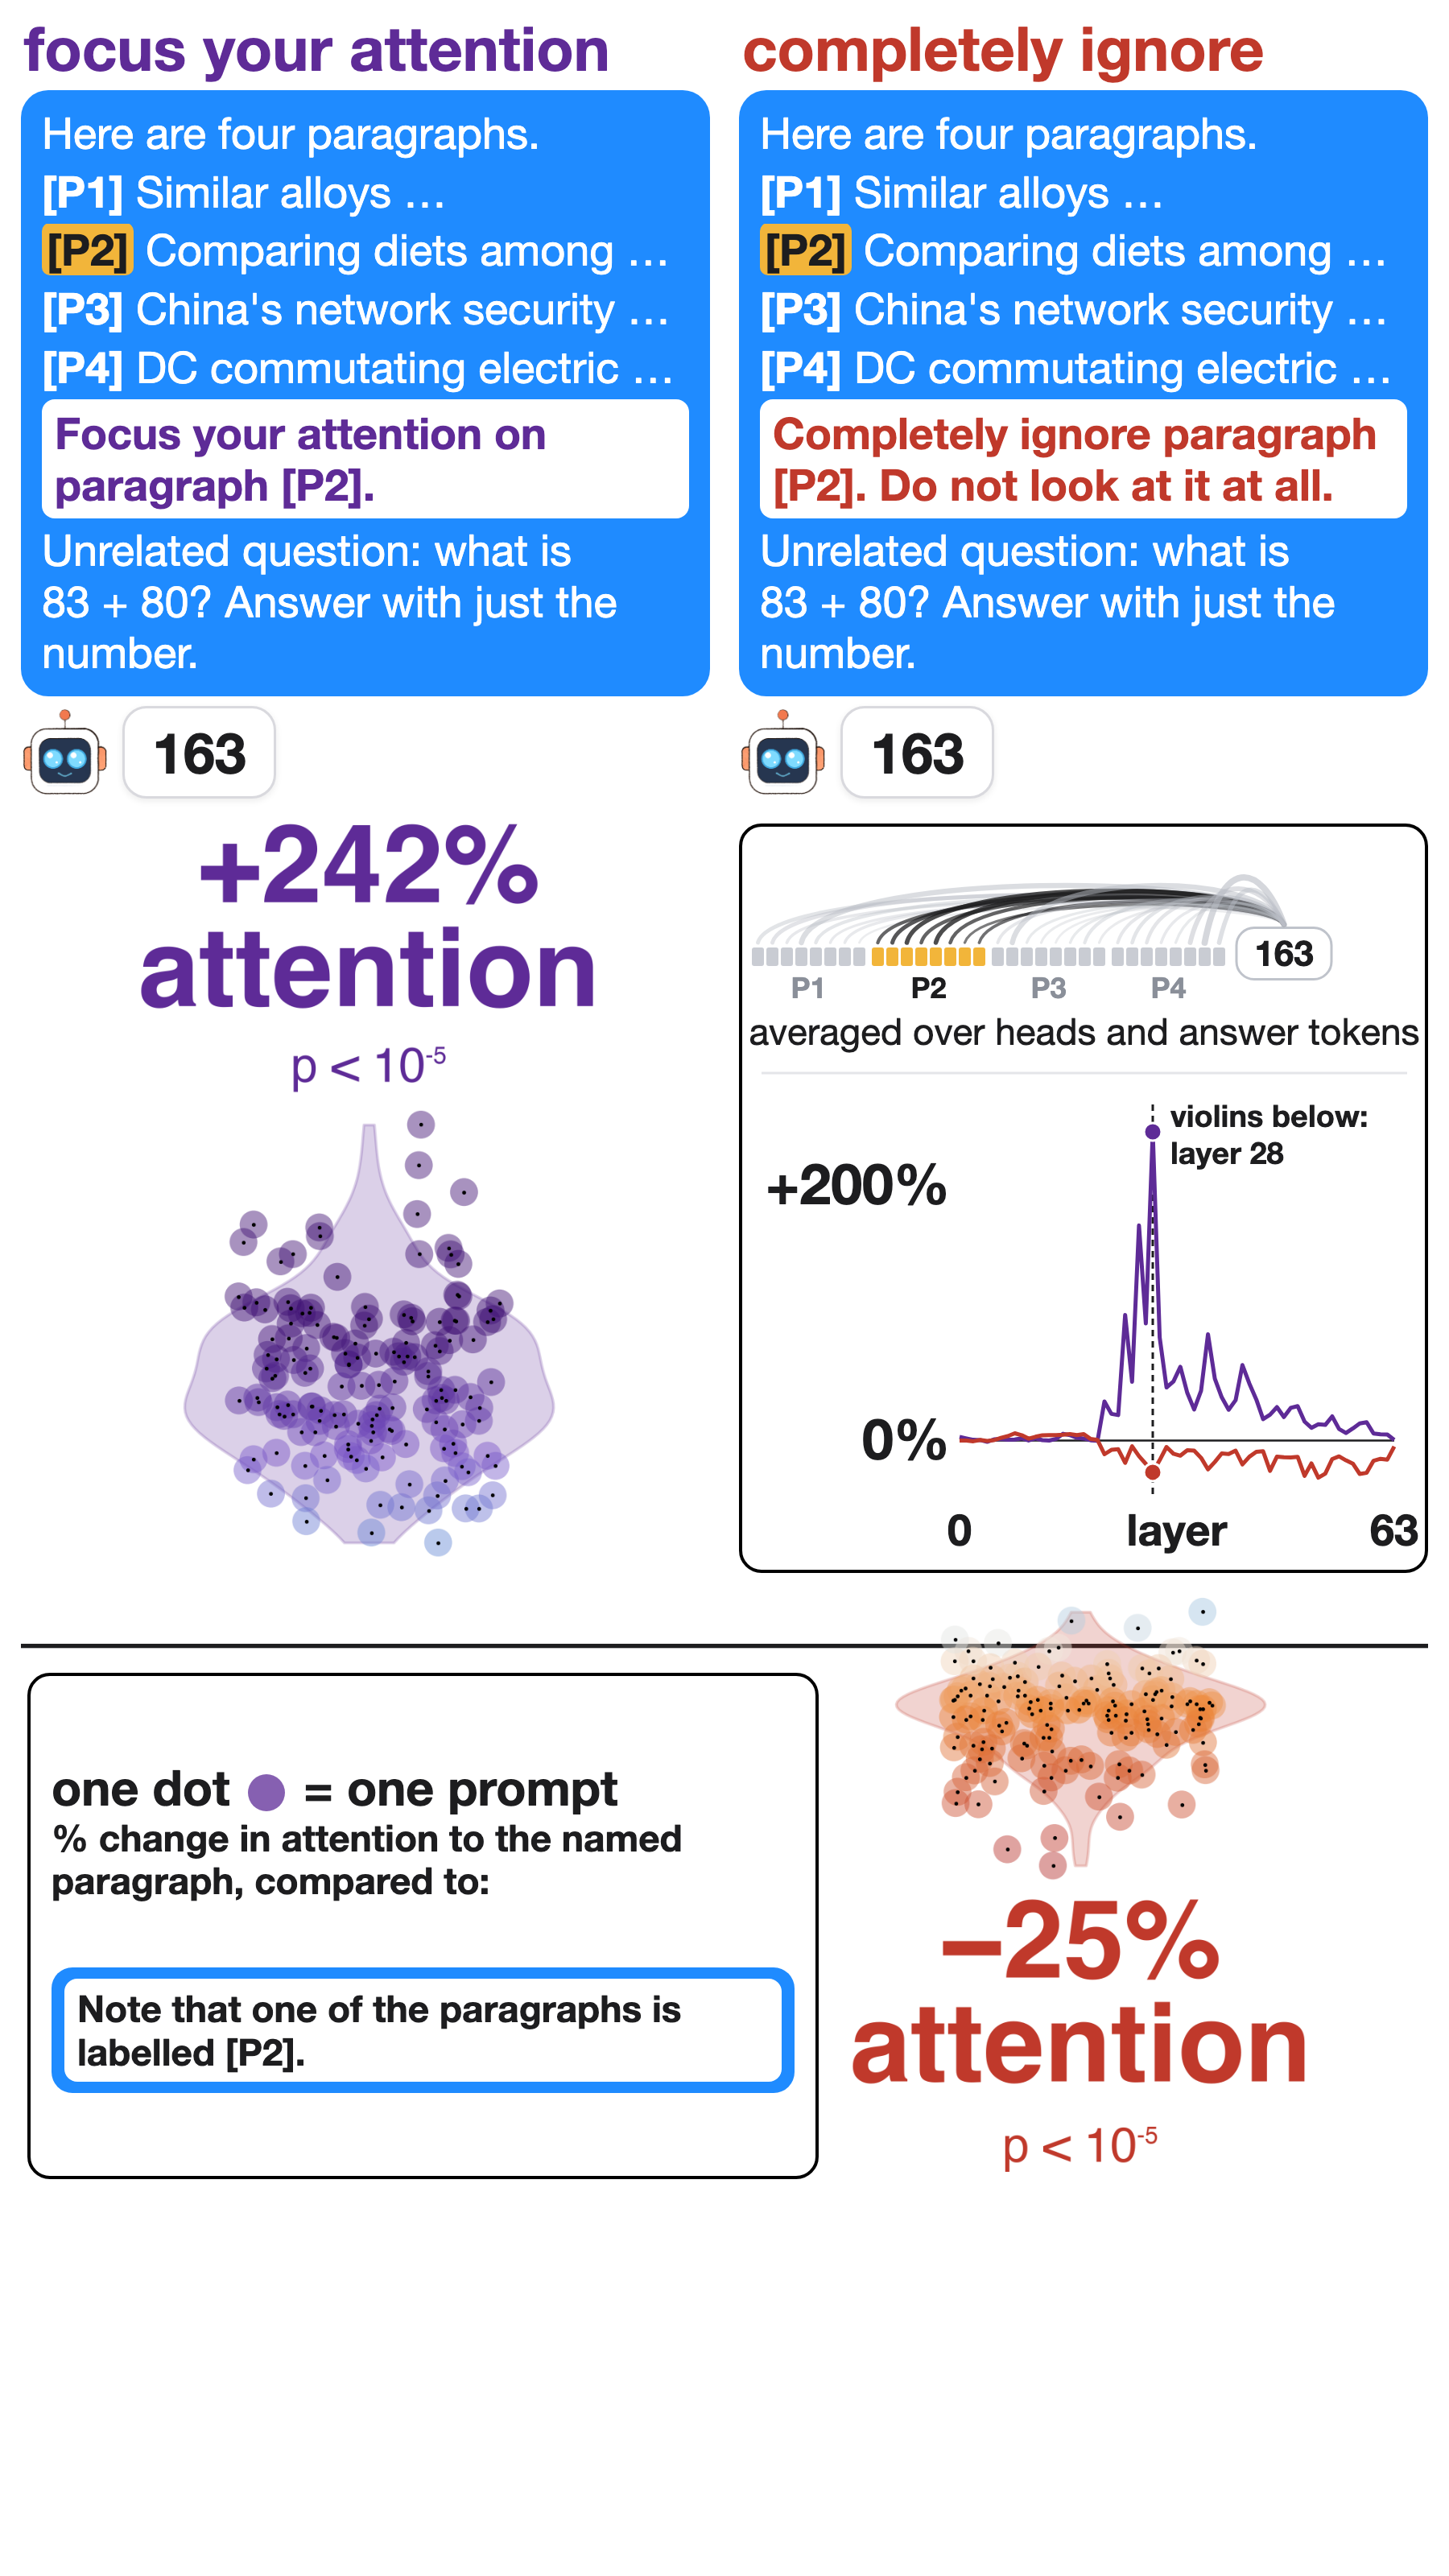 focus your attention
Here are four paragraphs.
[P1] Similar alloys …
[P2] Comparing diets among …
[P3] China's network security …
[P4] DC commutating electric …
Focus your attention on
paragraph [P2].
Unrelated question: what is
83 + 80? Answer with just the
number.
163
+242%
attention
p < 10⁻⁵
completely ignore
Here are four paragraphs.
[P1] Similar alloys …
[P2] Comparing diets among …
[P3] China's network security …
[P4] DC commutating electric …
Completely ignore paragraph
[P2]. Do not look at it at all.
Unrelated question: what is
83 + 80? Answer with just the
number.
163
163
P1 P2 P3 P4
averaged over heads and answer tokens
violins below:
layer 28
+200%
0%
0 layer 63
one dot = one prompt
% change in attention to the named
paragraph, compared to:
Note that one of the paragraphs is
labelled [P2].
–25%
attention
p < 10⁻⁵